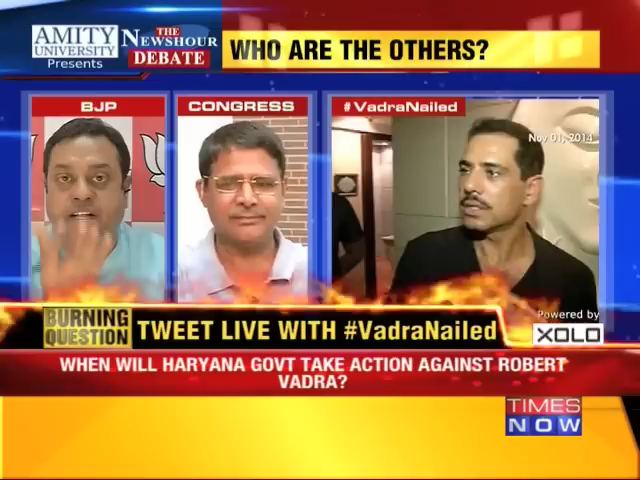 AMITY
UNIVERSITY
Presents
THE
NEWSHOUR
DEBATE
WHO ARE THE OTHERS?
BJP
CONGRESS
#VadraNailed
Nov 01, 2014
BURNING
QUESTION
TWEET LIVE WITH #VadraNailed
Powered by
XOLO
WHEN WILL HARYANA GOVT TAKE ACTION AGAINST ROBERT
VADRA?
TIMES
NOW